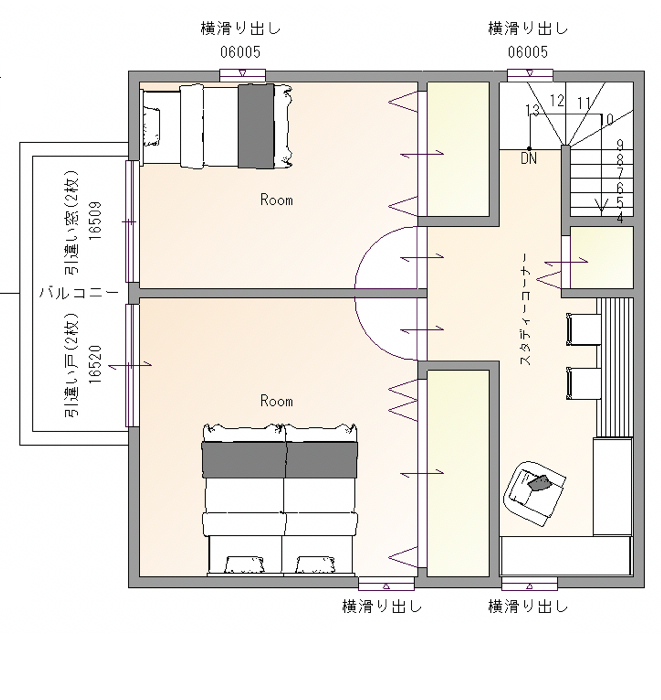 横滑り出し
06005
横滑り出し
06005
13
12
11
10
DN
9
8
7
6
5
4
Room
引違い窓(2枚)
16509
バルコニー
スタディーコーナー
引違い戸(2枚)
16520
Room
横滑り出し
横滑り出し